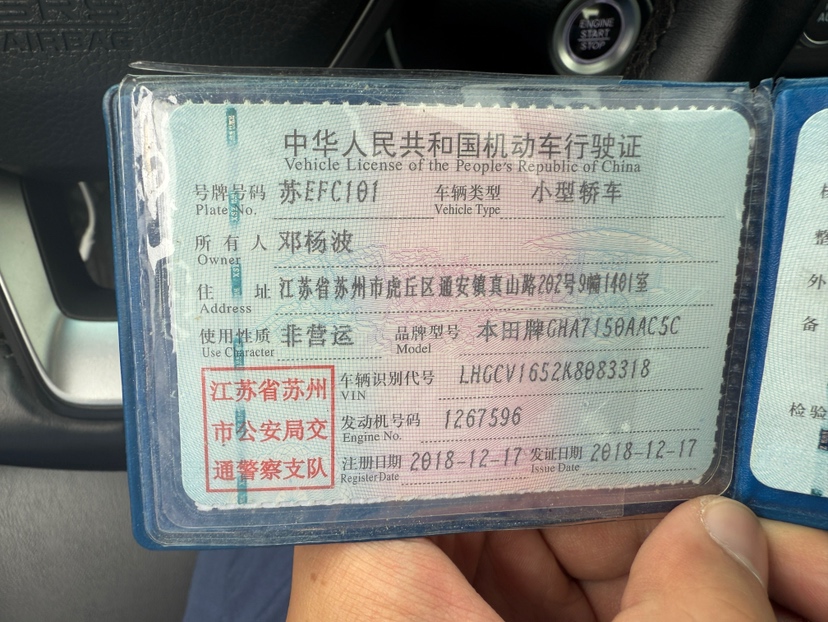 AIRBAG
ENGINE
START
STOP
中华人民共和国机动车行驶证
Vehicle License of the People's Republic of China
号牌号码 苏EFC101 车辆类型 小型轿车
Plate No. Vehicle Type
所有人 邓杨波
Owner
住址 江苏省苏州市虎丘区通安镇真山路202号9幢1401室
Address
使用性质 非营运 品牌型号 本田牌GHA7150AAC5C
Use Character Model
江苏省苏州
市公安局交
通警察支队
车辆识别代号 LHGCV1652K8083318
VIN
发动机号码 1267596
Engine No.
注册日期 2018-12-17 发证日期 2018-12-17
Register Date Issue Date
整
外
备
检验